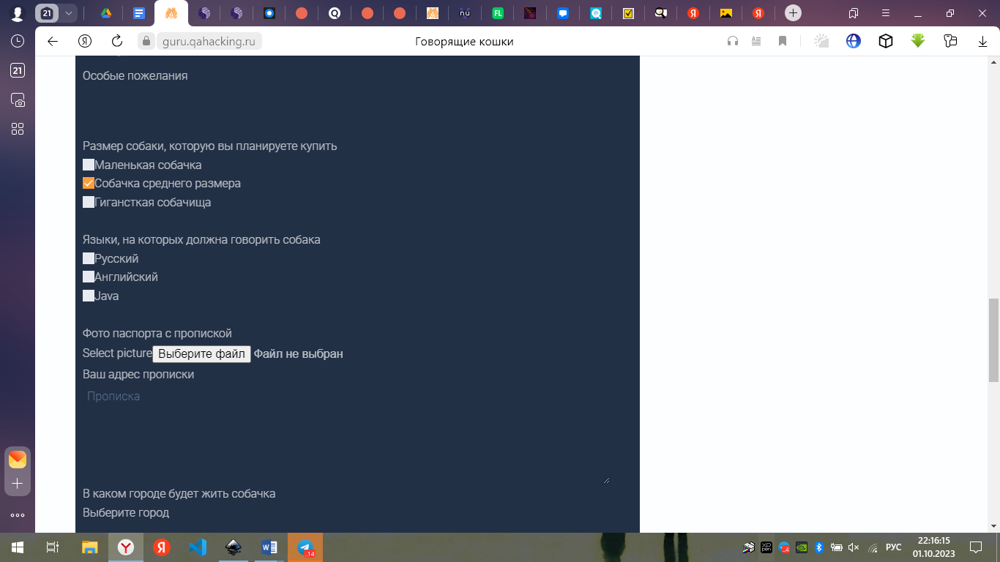 21
FL
nu
21
guru.qahacking.ru
Говорящие кошки
Особые пожелания
Размер собаки, которую вы планируете купить
Маленькая собачка
Собачка среднего размера
Гигансткая собачища
Языки, на которых должна говорить собака
Русский
Английский
Java
Фото паспорта с пропиской
Select picture Выберите файл Файл не выбран
Ваш адрес прописки
Прописка
В каком городе будет жить собачка
Выберите город
РУС
22:16:15
01.10.2023